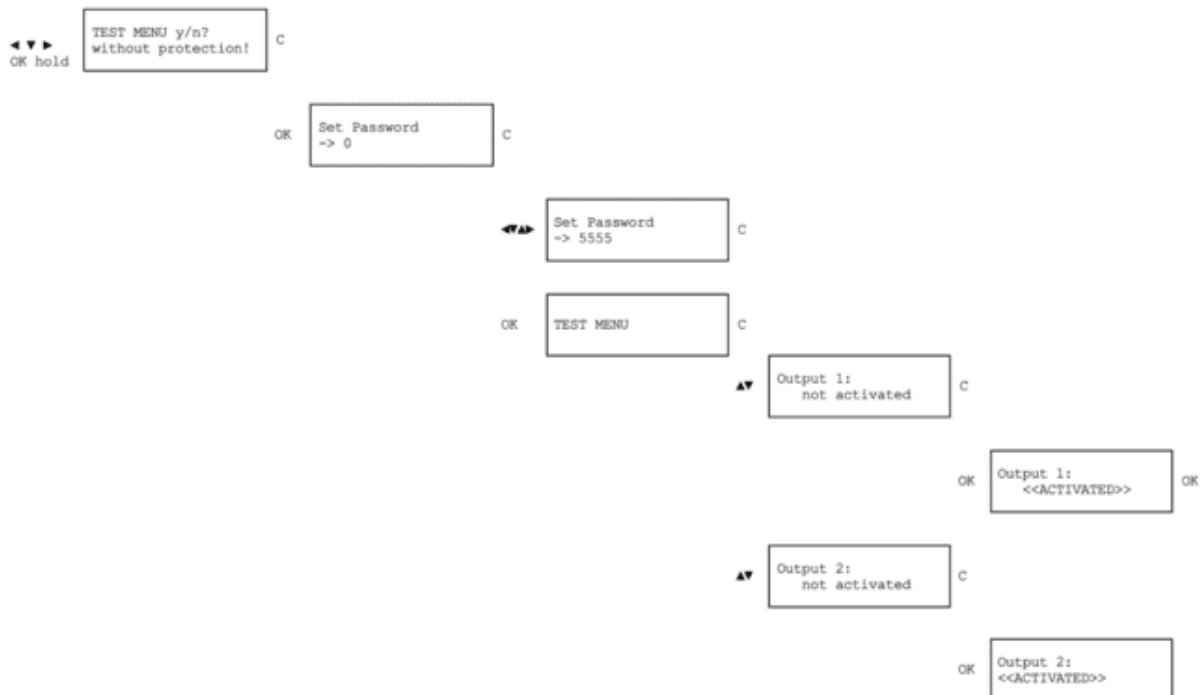 TEST MENU y/n?
without protection!
C
◄ ▼ ►
OK hold
OK
Set Password
-> 0
C
◄▼▲►
Set Password
-> 5555
C
OK
TEST MENU
C
▲▼
Output 1:
not activated
C
OK
Output 1:
<<ACTIVATED>>
OK
▲▼
Output 2:
not activated
C
OK
Output 2:
<<ACTIVATED>>